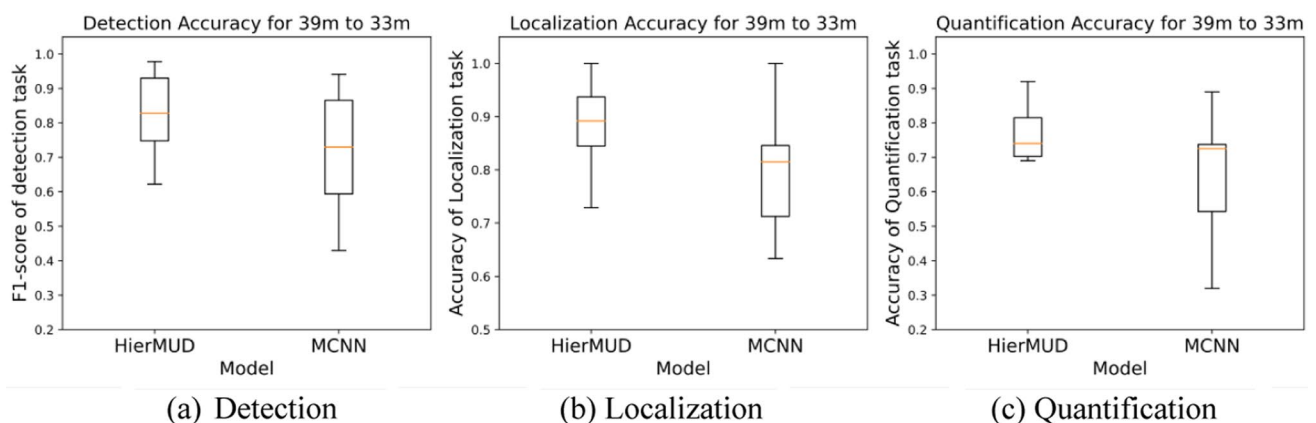 Detection Accuracy for 39m to 33m
F1-score of detection task
1.0
0.9
0.8
0.7
0.6
0.5
0.4
0.3
0.2
HierMUD
MCNN
Model
(a) Detection
Localization Accuracy for 39m to 33m
Accuracy of Localization task
1.0
0.9
0.8
0.7
0.6
0.5
HierMUD
MCNN
Model
(b) Localization
Quantification Accuracy for 39m to 33m
Accuracy of Quantification task
1.0
0.9
0.8
0.7
0.6
0.5
0.4
0.3
0.2
HierMUD
MCNN
Model
(c) Quantification